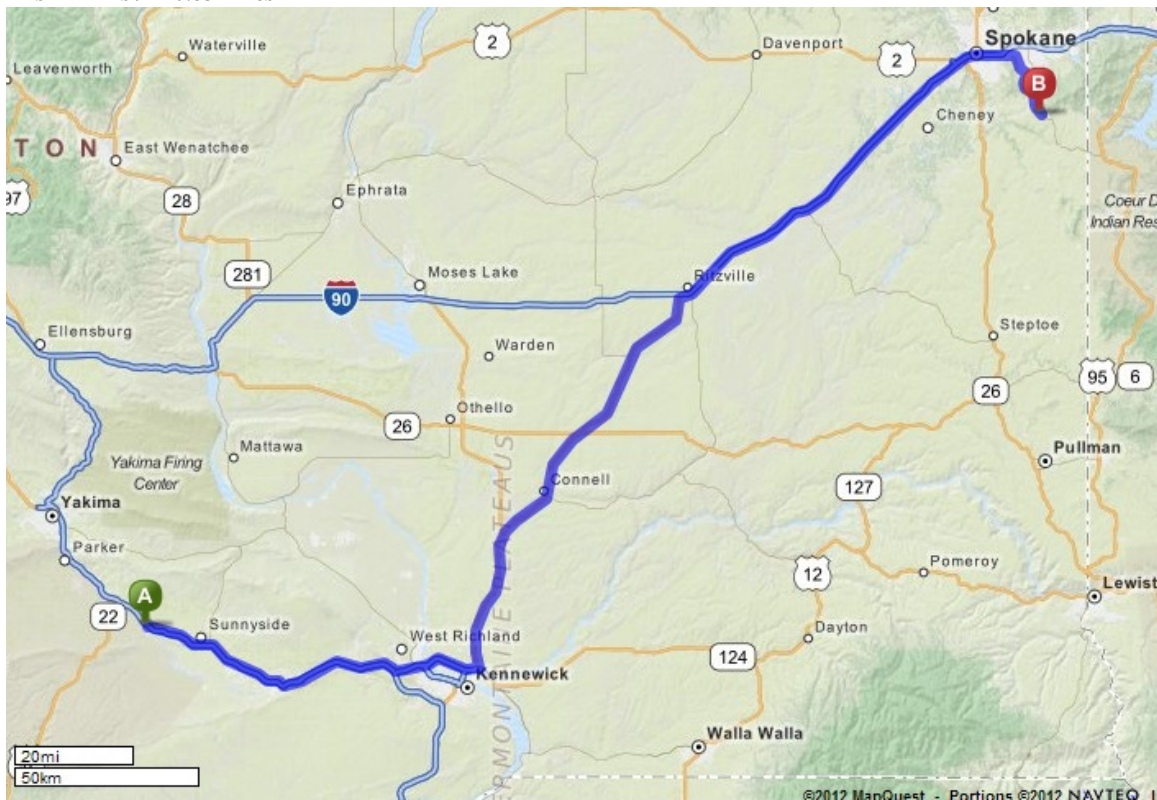 2
Spokane
Waterville
Davenport
2
Leavenworth
B
Cheney
TON
East Wenatchee
97
28
Ephrata
Coeur D
Indian Res
281
Moses Lake
Ritzville
90
Ellensburg
Steptoe
Warden
95
6
26
Othello
26
Mattawa
Pullman
Yakima Firing
Center
Connell
127
Yakima
Parker
12
Pomeroy
A
Lewist
22
Sunnyside
West Richland
Dayton
124
Kennewick
Walla Walla
ERMONTAINE PLATEAUS
20mi
50km
©2012 MapQuest - Portions ©2012 NAVTEQ, I